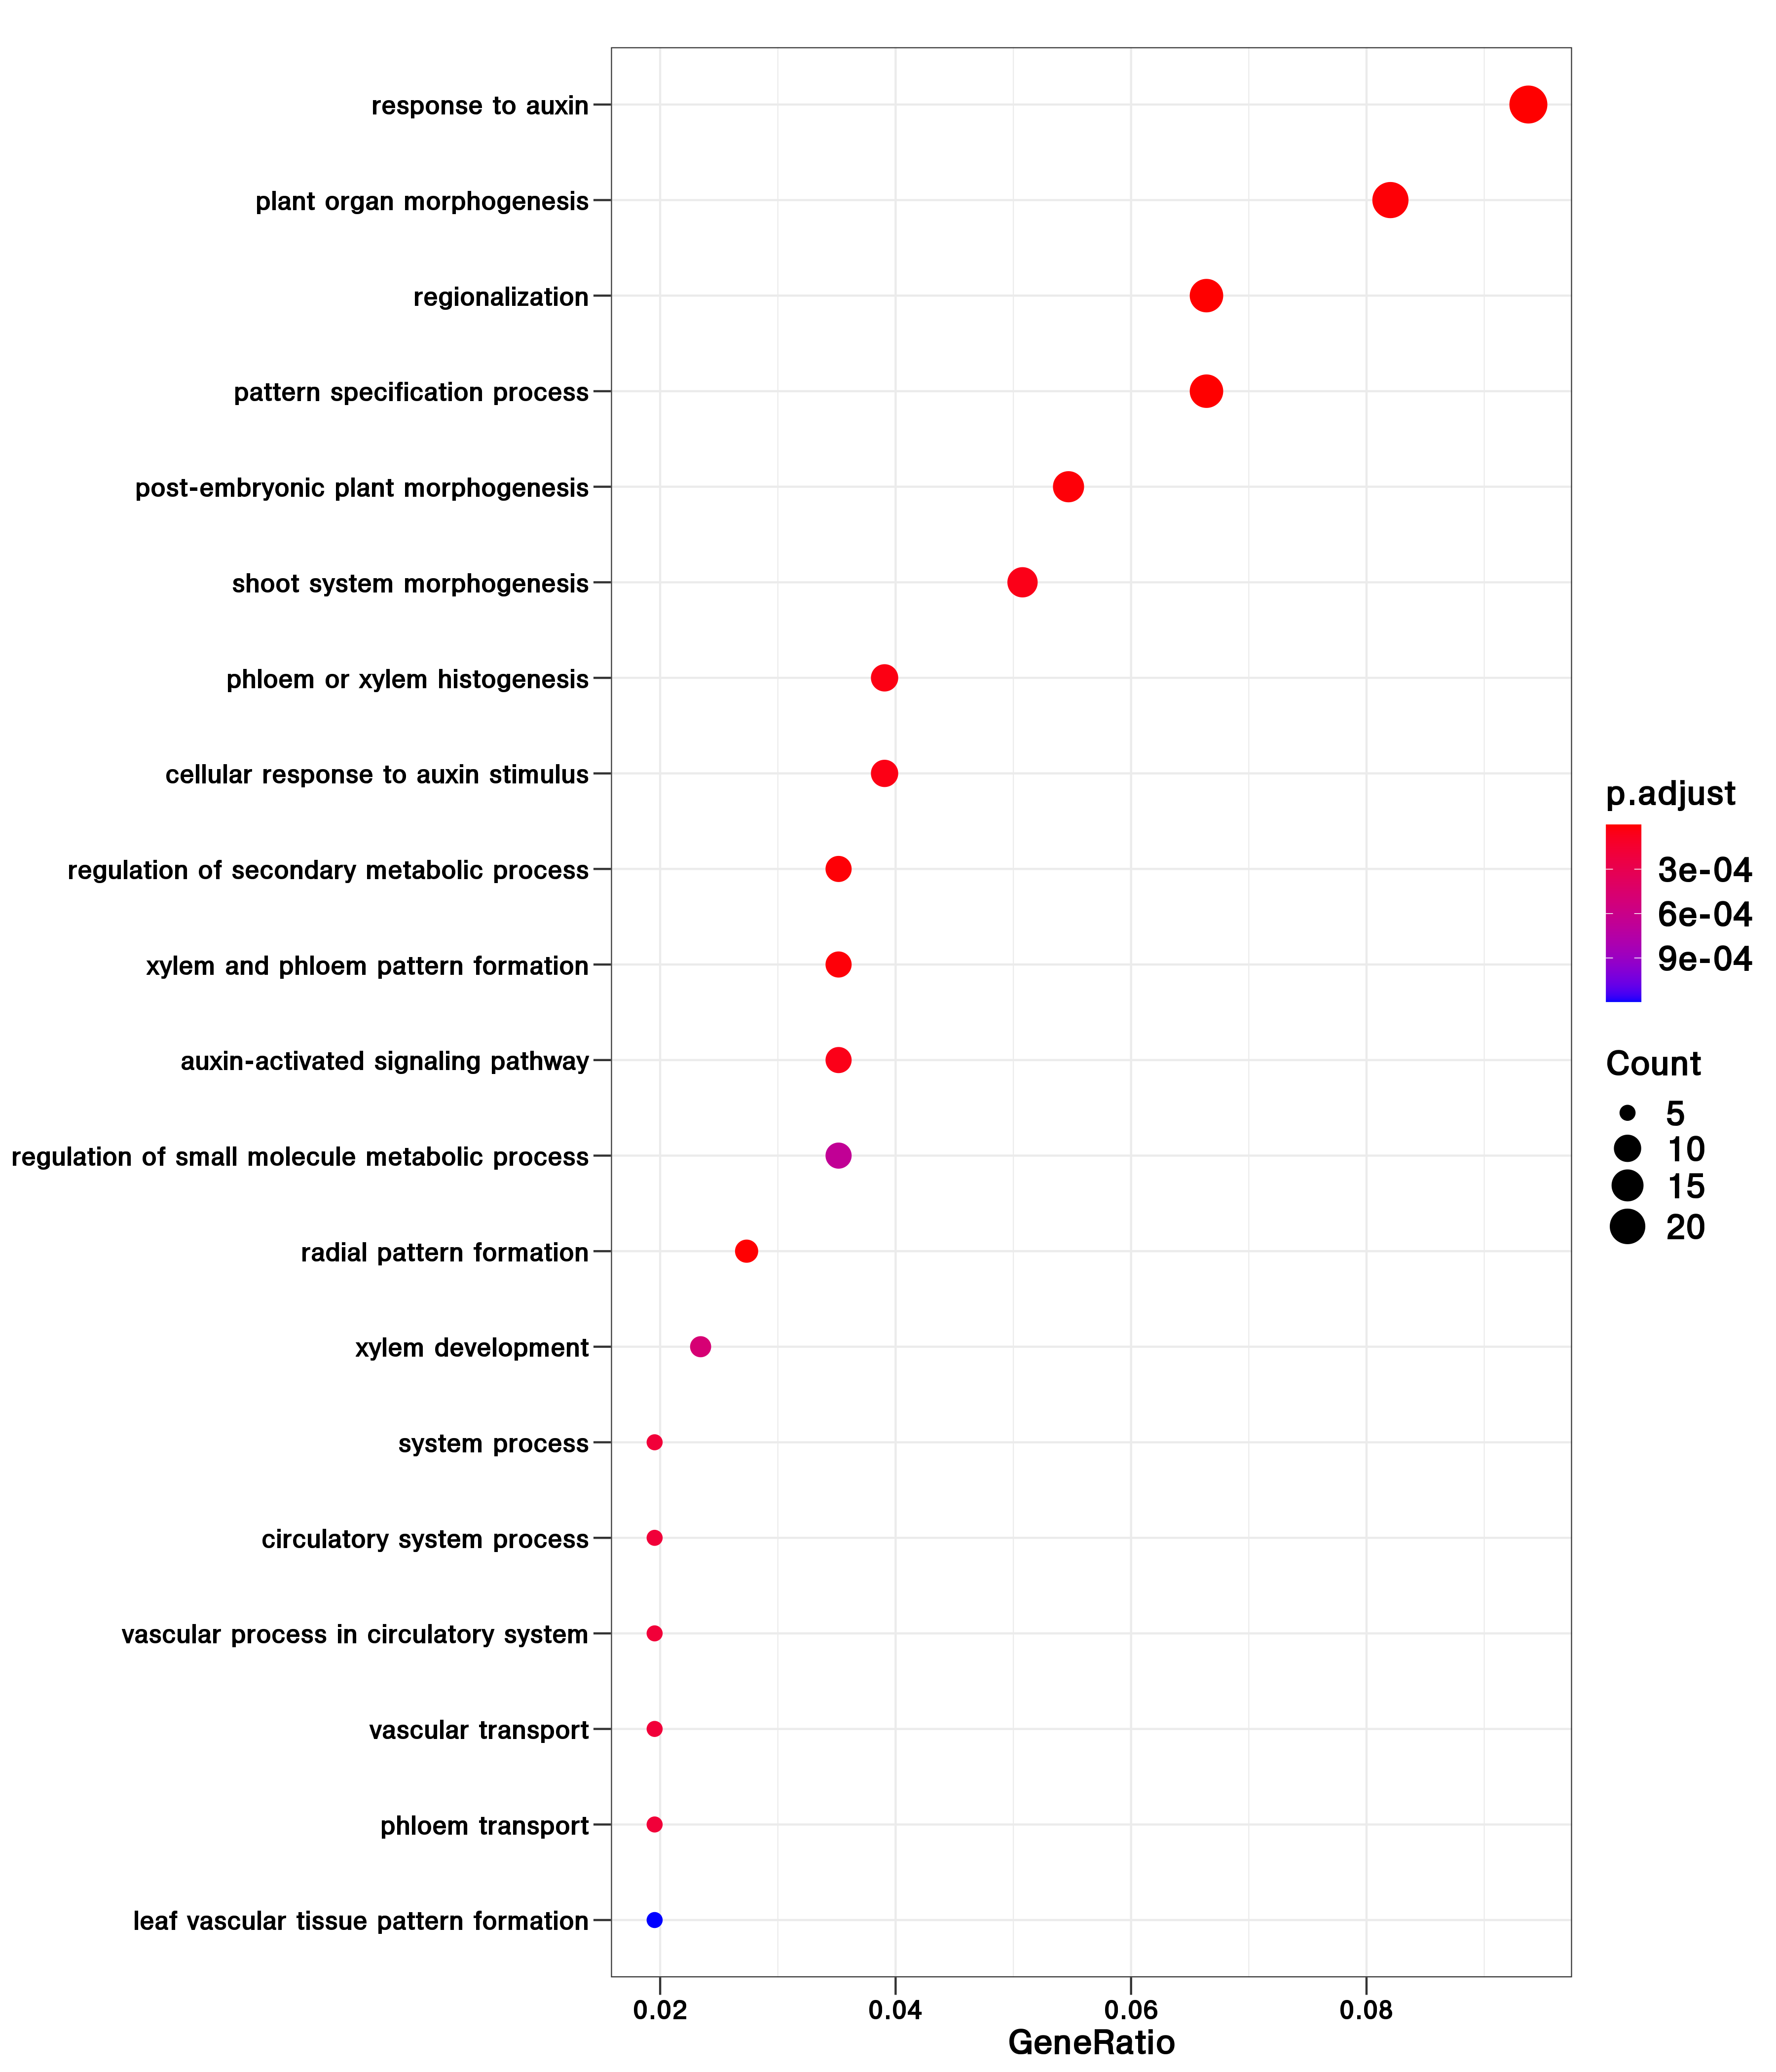 response to auxin
plant organ morphogenesis
regionalization
pattern specification process
post-embryonic plant morphogenesis
shoot system morphogenesis
phloem or xylem histogenesis
cellular response to auxin stimulus
regulation of secondary metabolic process
xylem and phloem pattern formation
auxin-activated signaling pathway
regulation of small molecule metabolic process
radial pattern formation
xylem development
system process
circulatory system process
vascular process in circulatory system
vascular transport
phloem transport
leaf vascular tissue pattern formation
0.02 0.04 0.06 0.08
GeneRatio
p.adjust
3e-04
6e-04
9e-04
Count
5
10
15
20